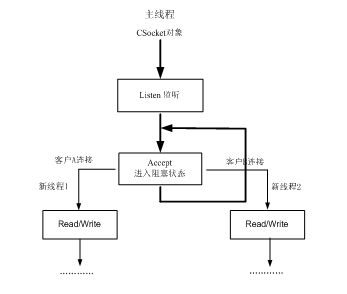 主线程
CSocket对象
Listen 监听
Accept
进入阻塞状态
客户A连接
客户B连接
新线程1
新线程2
Read/Write
Read/Write
…………
…………